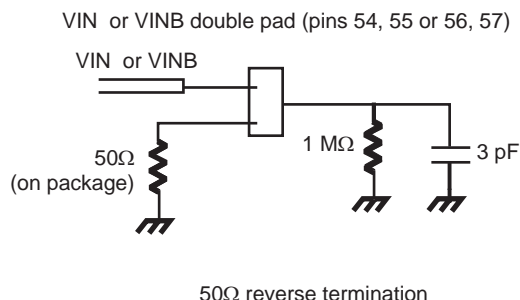 VIN or VINB double pad (pins 54, 55 or 56, 57)
VIN or VINB
50Ω
(on package)
1 MΩ
3 pF
50Ω reverse termination